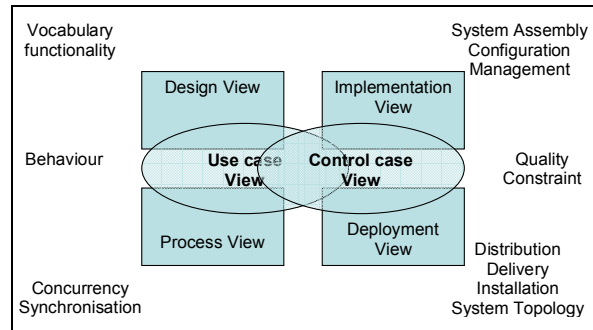 Vocabulary
functionality
System Assembly
Configuration
Management
Design View
Implementation
View
Behaviour
Use case
View
Control case
View
Quality
Constraint
Process View
Deployment
View
Concurrency
Synchronisation
Distribution
Delivery
Installation
System Topology